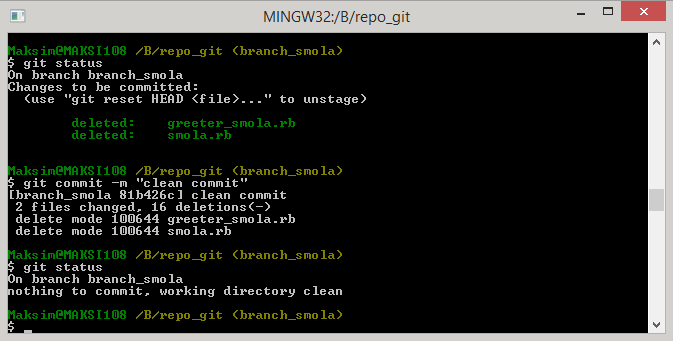 MINGW32:/B/repo_git
Maksim@MAKSI108 /B/repo_git (branch_smola)
$ git status
On branch branch_smola
Changes to be committed:
  (use "git reset HEAD <file>..." to unstage)
        deleted:    greeter_smola.rb
        deleted:    smola.rb
Maksim@MAKSI108 /B/repo_git (branch_smola)
$ git commit -m "clean commit"
[branch_smola 81b426c] clean commit
 2 files changed, 16 deletions(-)
 delete mode 100644 greeter_smola.rb
 delete mode 100644 smola.rb
Maksim@MAKSI108 /B/repo_git (branch_smola)
$ git status
On branch branch_smola
nothing to commit, working directory clean
Maksim@MAKSI108 /B/repo_git (branch_smola)
$